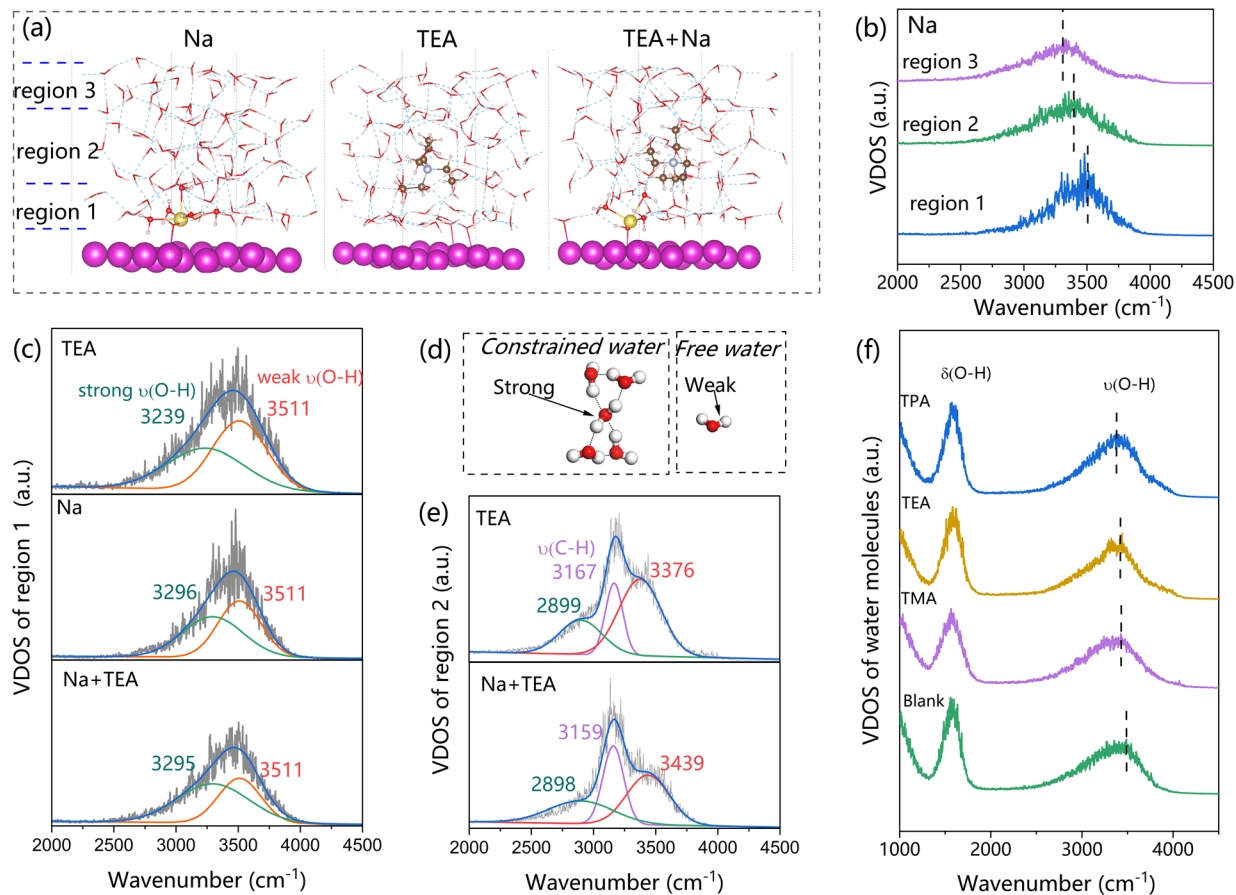 (a)
Na
TEA
TEA+Na
region 3
region 2
region 1
(b)
Na
region 3
region 2
region 1
VDOS (a.u.)
2000 2500 3000 3500 4000 4500
Wavenumber (cm⁻¹)
(c)
TEA
strong υ(O-H)
3239
weak υ(O-H)
3511
Na
3296
3511
Na+TEA
3295
3511
VDOS of region 1 (a.u.)
2000 2500 3000 3500 4000 4500
Wavenumber (cm⁻¹)
(d)
Constrained water
Strong
Free water
Weak
(e)
TEA
υ(C-H)
3167
3376
2899
Na+TEA
3159
3439
2898
VDOS of region 2 (a.u.)
2000 2500 3000 3500 4000 4500
Wavenumber (cm⁻¹)
(f)
δ(O-H)
υ(O-H)
TPA
TEA
TMA
Blank
VDOS of water molecules (a.u.)
1000 2000 3000 4000
Wavenumber (cm⁻¹)